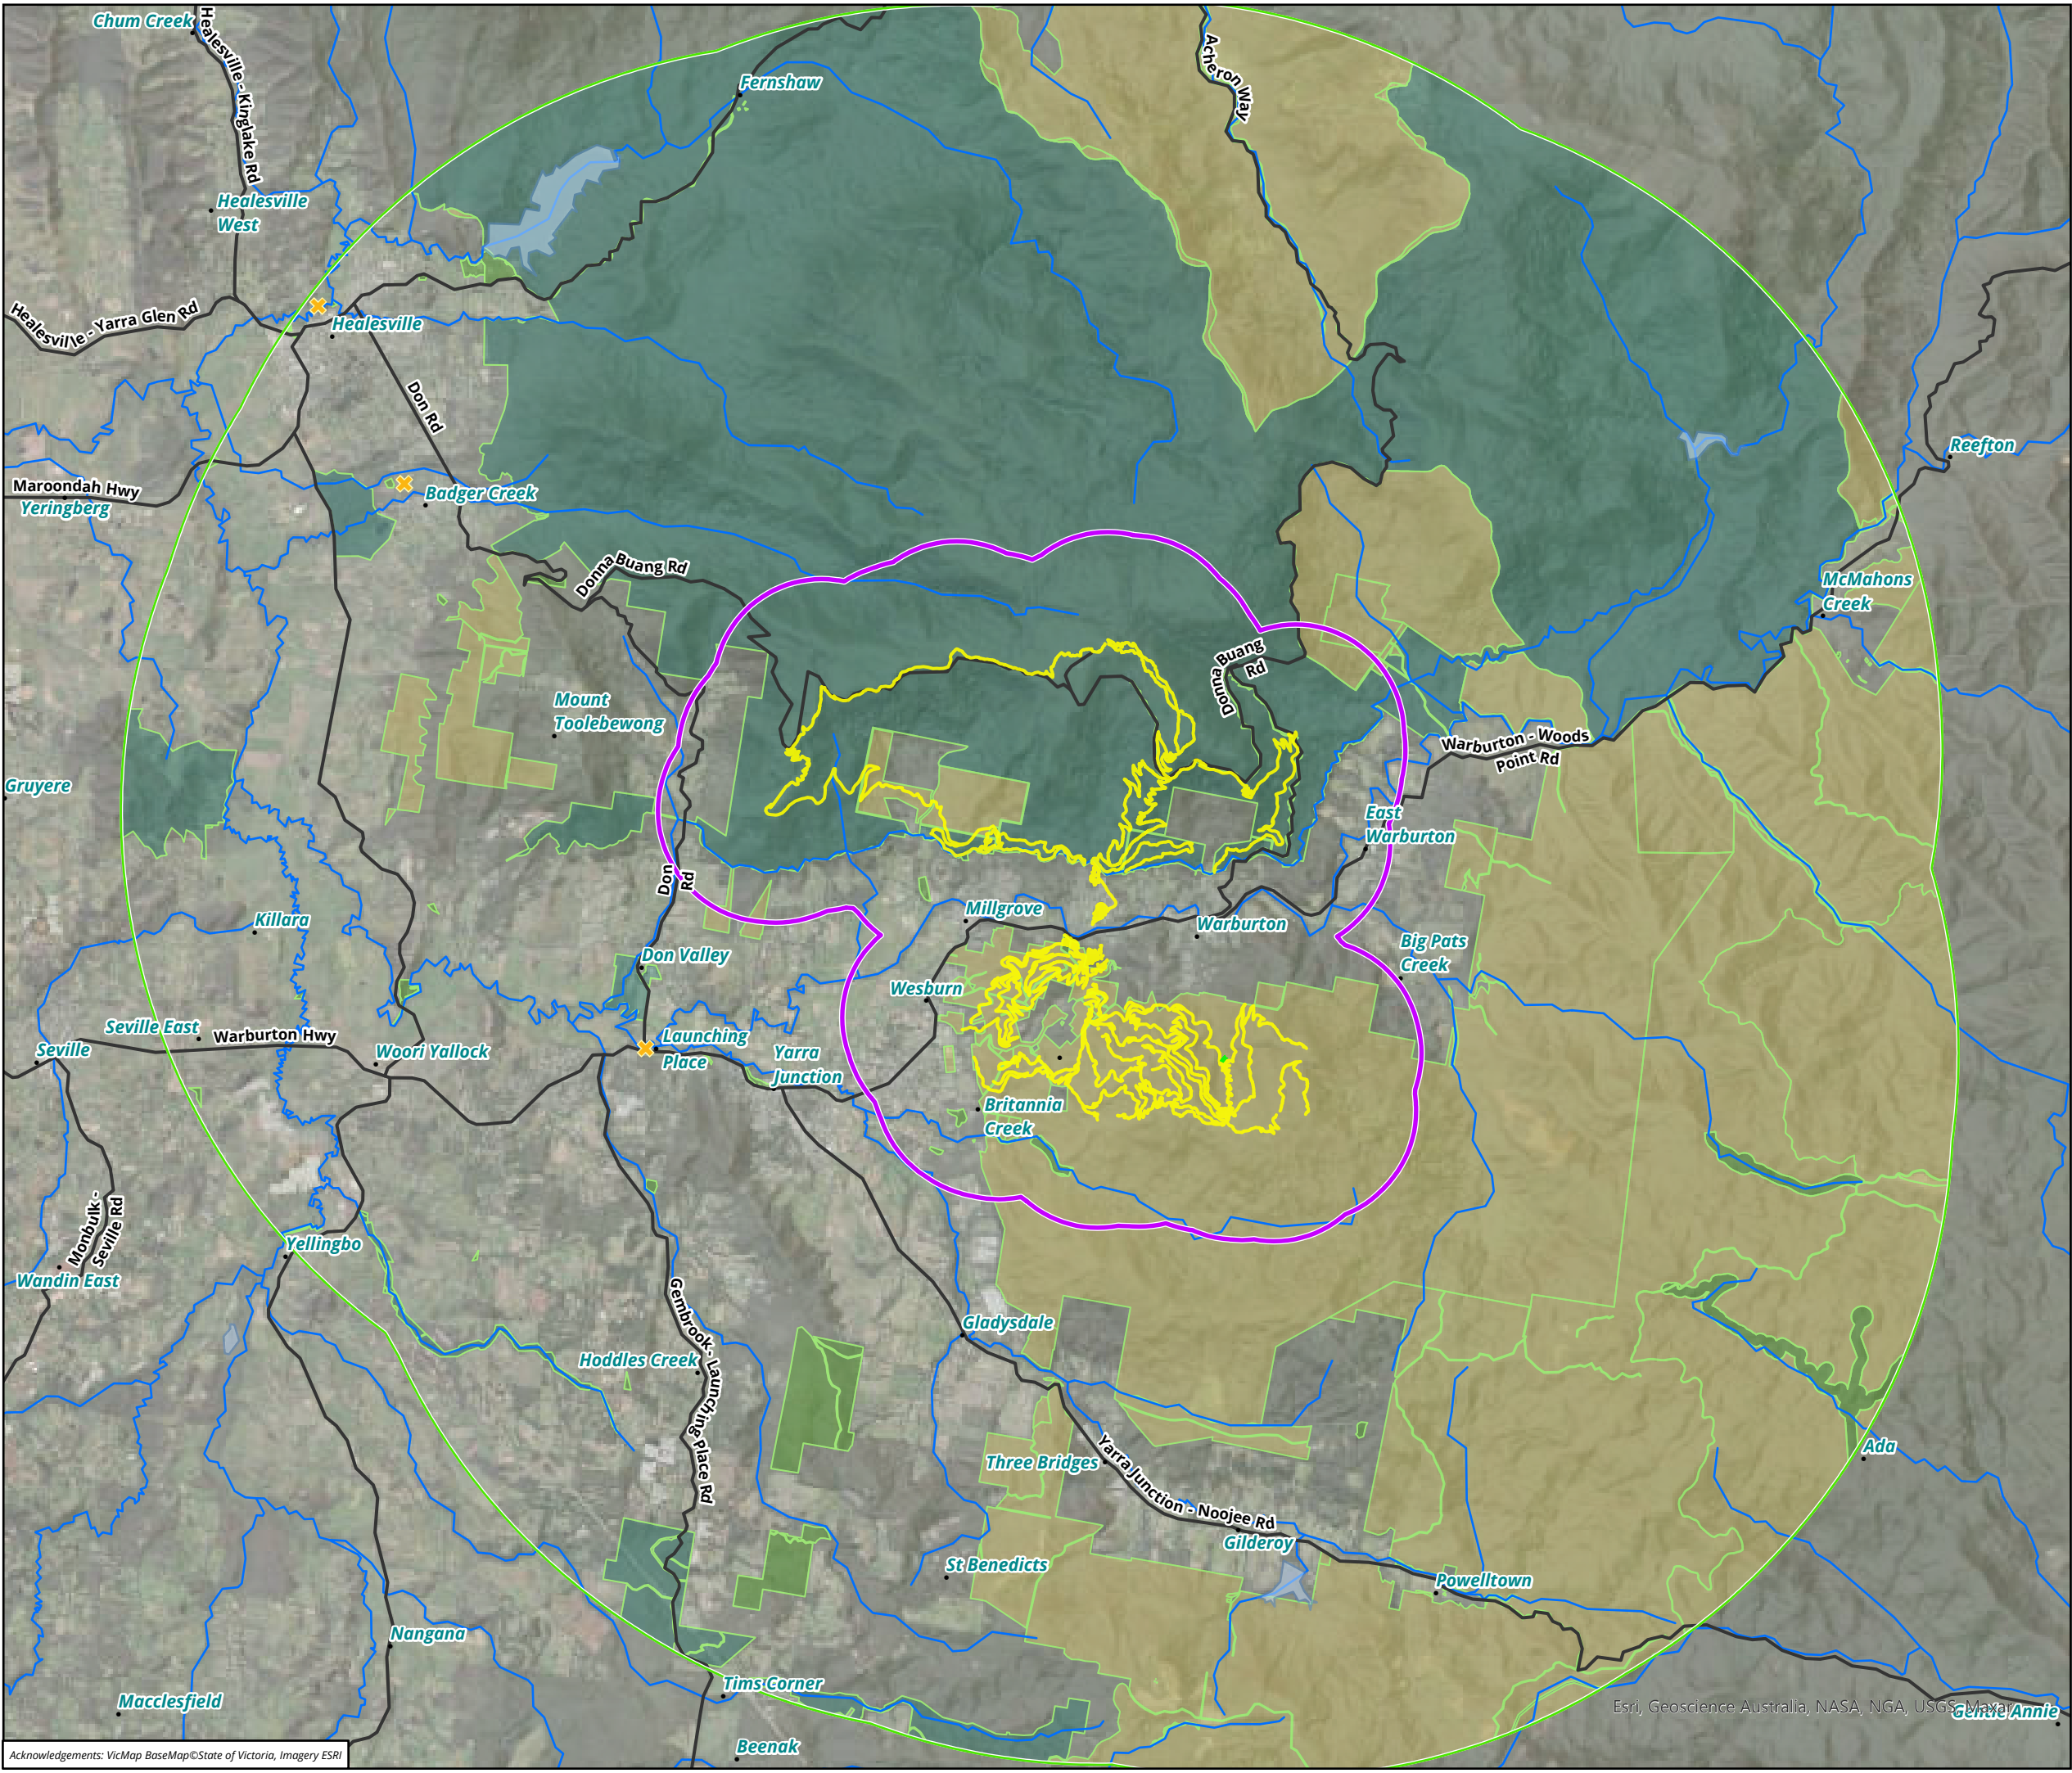 Chum Creek
Healesville - Kinglake Rd
Acheron Way
Fernshaw
Healesville
West
Healesville - Yarra Glen Rd
Healesville
Don Rd
Reefton
Maroondah Hwy
Yeringberg
Badger Creek
Donna Buang Rd
McMahons
Creek
Donna Buang
Rd
Mount
Toolebewong
Warburton - Woods
Point Rd
Gruyere
East
Warburton
Don
Rd
Millgrove
Warburton
Killara
Big Pats
Creek
Don Valley
Wesburn
Seville East
Warburton Hwy
Launching
Place
Seville
Woori Yallock
Yarra
Junction
Britannia
Creek
Monbulk -
Seville Rd
Yellingbo
Wandin East
Gembrook - Launching Place Rd
Gladysdale
Hoddles Creek
Ada
Three Bridges
Yarra Junction - Noojee Rd
Gilderoy
St Benedicts
Powelltown
Nangana
Tims Corner
Macclesfield
Esri, Geoscience Australia, NASA, NGA, USGS, Maxar
Gentle Annie
Beenak
Acknowledgements: VicMap BaseMap©State of Victoria, Imagery ESRI